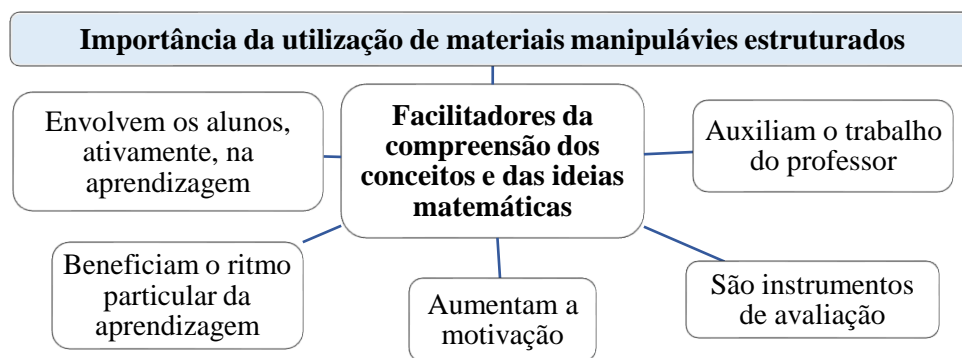 Importância da utilização de materiais manipulávies estruturados
Envolvem os alunos,
ativamente, na
aprendizagem
Facilitadores da
compreensão dos
conceitos e das ideias
matemáticas
Auxiliam o trabalho
do professor
Beneficiam o ritmo
particular da
aprendizagem
Aumentam a
motivação
São instrumentos
de avaliação